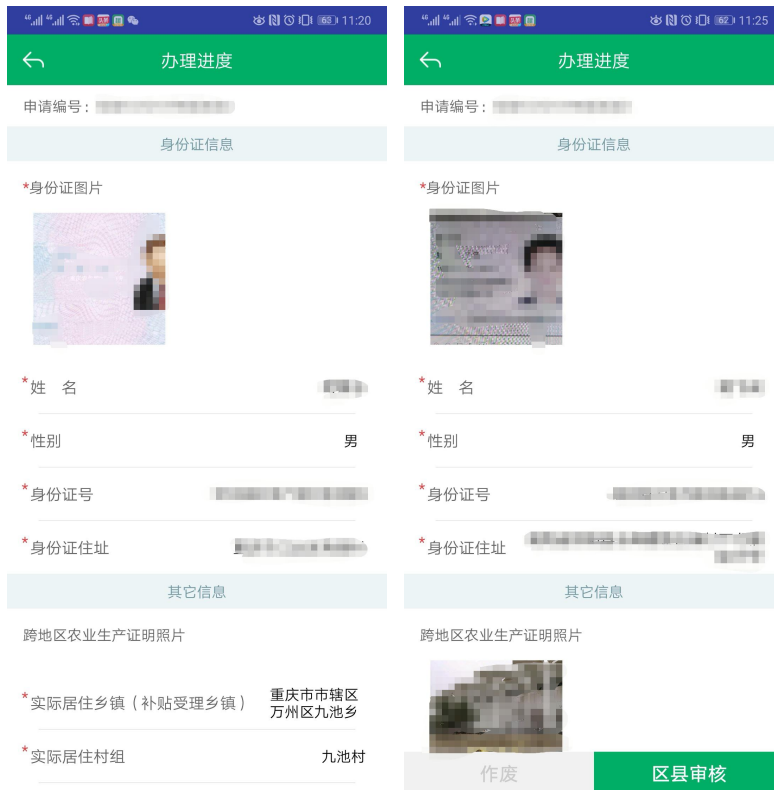 63 11:20
办理进度
申请编号：
身份证信息
*身份证图片
*姓 名
*性别 男
*身份证号
*身份证住址
其它信息
跨地区农业生产证明照片
*实际居住乡镇（补贴受理乡镇） 重庆市市辖区
万州区九池乡
*实际居住村组 九池村
62 11:25
办理进度
申请编号：
身份证信息
*身份证图片
*姓 名
*性别 男
*身份证号
*身份证住址
其它信息
跨地区农业生产证明照片
作废 区县审核